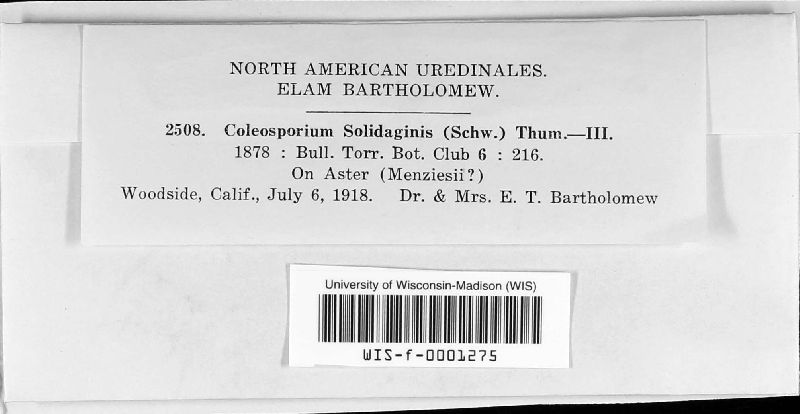 NORTH AMERICAN UREDINALES.
ELAM BARTHOLOMEW.
2508. Coleosporium Solidaginis (Schw.) Thum.—III.
1878 : Bull. Torr. Bot. Club 6 : 216.
On Aster (Menziesii?)
Woodside, Calif., July 6, 1918. Dr. & Mrs. E. T. Bartholomew
University of Wisconsin-Madison (WIS)
WIS-f-0001275